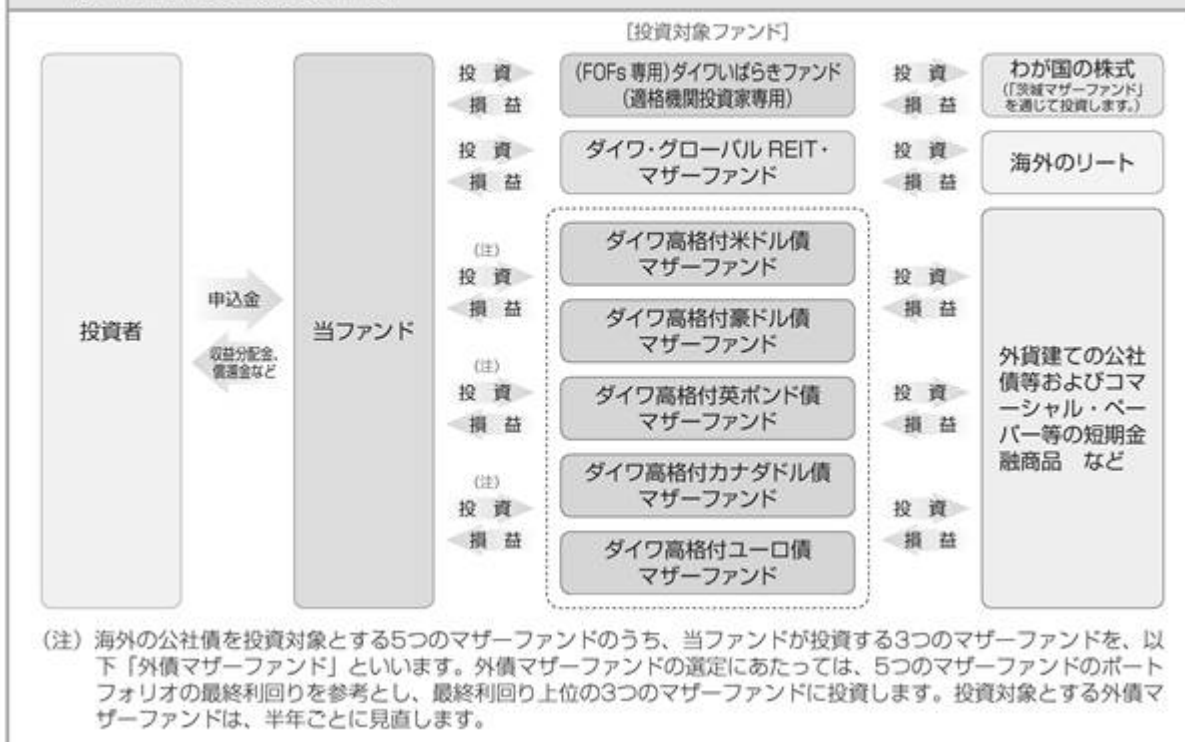 [投資対象ファンド]
投資者
申込金
収益分配金、
償還金など
当ファンド
投 資
損 益
(FOFs 専用)ダイワいばらきファンド
(適格機関投資家専用)
投 資
損 益
わが国の株式
(「茨城マザーファンド」
を通じて投資します。)
投 資
損 益
ダイワ・グローバル REIT・
マザーファンド
投 資
損 益
海外のリート
(注)
投 資
損 益
ダイワ高格付米ドル債
マザーファンド
ダイワ高格付豪ドル債
マザーファンド
投 資
損 益
(注)
投 資
損 益
ダイワ高格付英ポンド債
マザーファンド
投 資
損 益
(注)
投 資
損 益
ダイワ高格付カナダドル債
マザーファンド
ダイワ高格付ユーロ債
マザーファンド
投 資
損 益
外貨建ての公社
債等およびコマ
ーシャル・ペー
パー等の短期金
融商品 など
(注) 海外の公社債を投資対象とする5つのマザーファンドのうち、当ファンドが投資する3つのマザーファンドを、以
下「外債マザーファンド」といいます。外債マザーファンドの選定にあたっては、5つのマザーファンドのポート
フォリオの最終利回りを参考とし、最終利回り上位の3つのマザーファンドに投資します。投資対象とする外債マ
ザーファンドは、半年ごとに見直します。